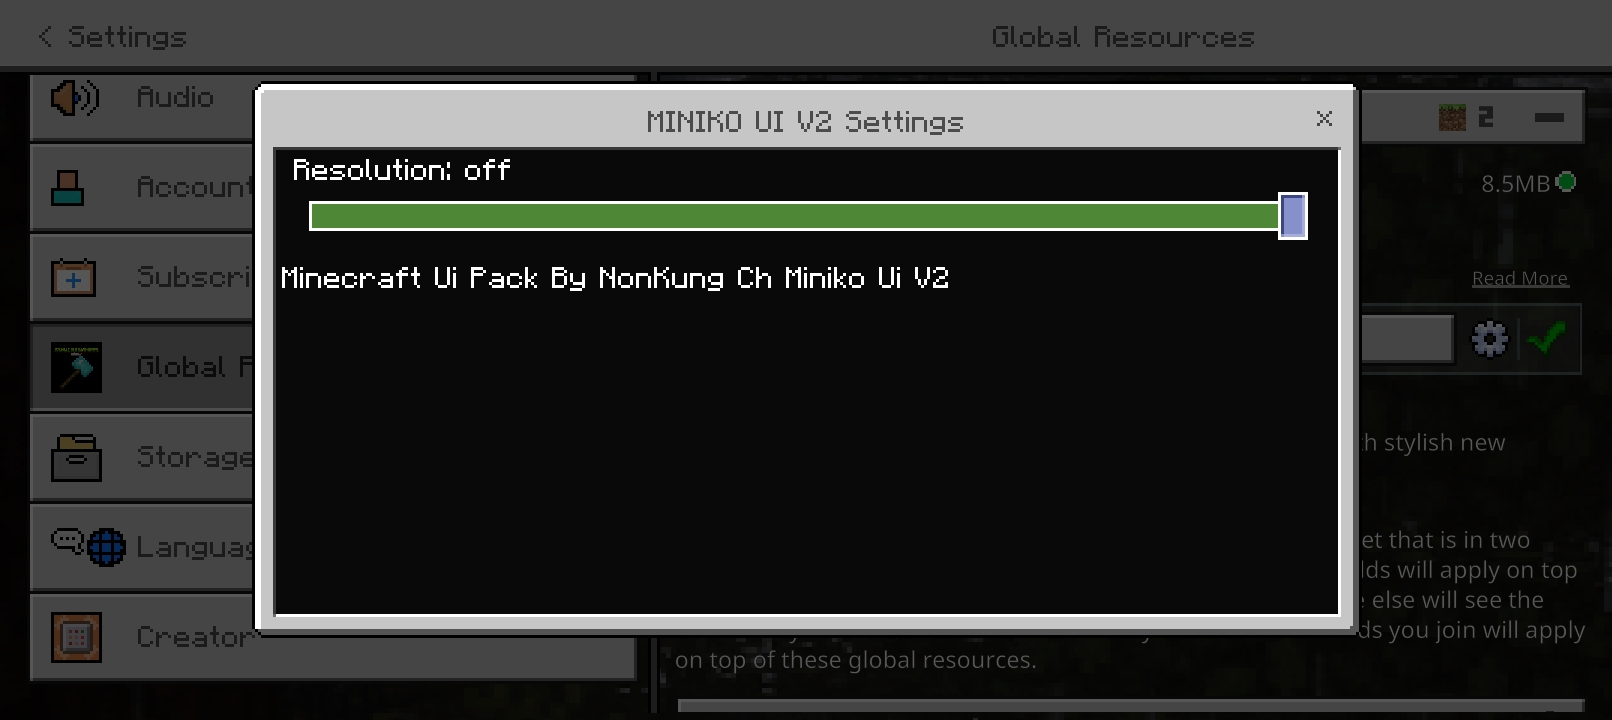 Settings
Global Resources
Audio
MINIKO UI V2 Settings
2
Resolution: off
Account
8.5MB
Subscri
Minecraft Ui Pack By NonKung Ch Miniko Ui V2
Read More
Global
Storage
h stylish new
Languag
et that is in two
lds will apply on top
else will see the
Creator
ds you join will apply
on top of these global resources.